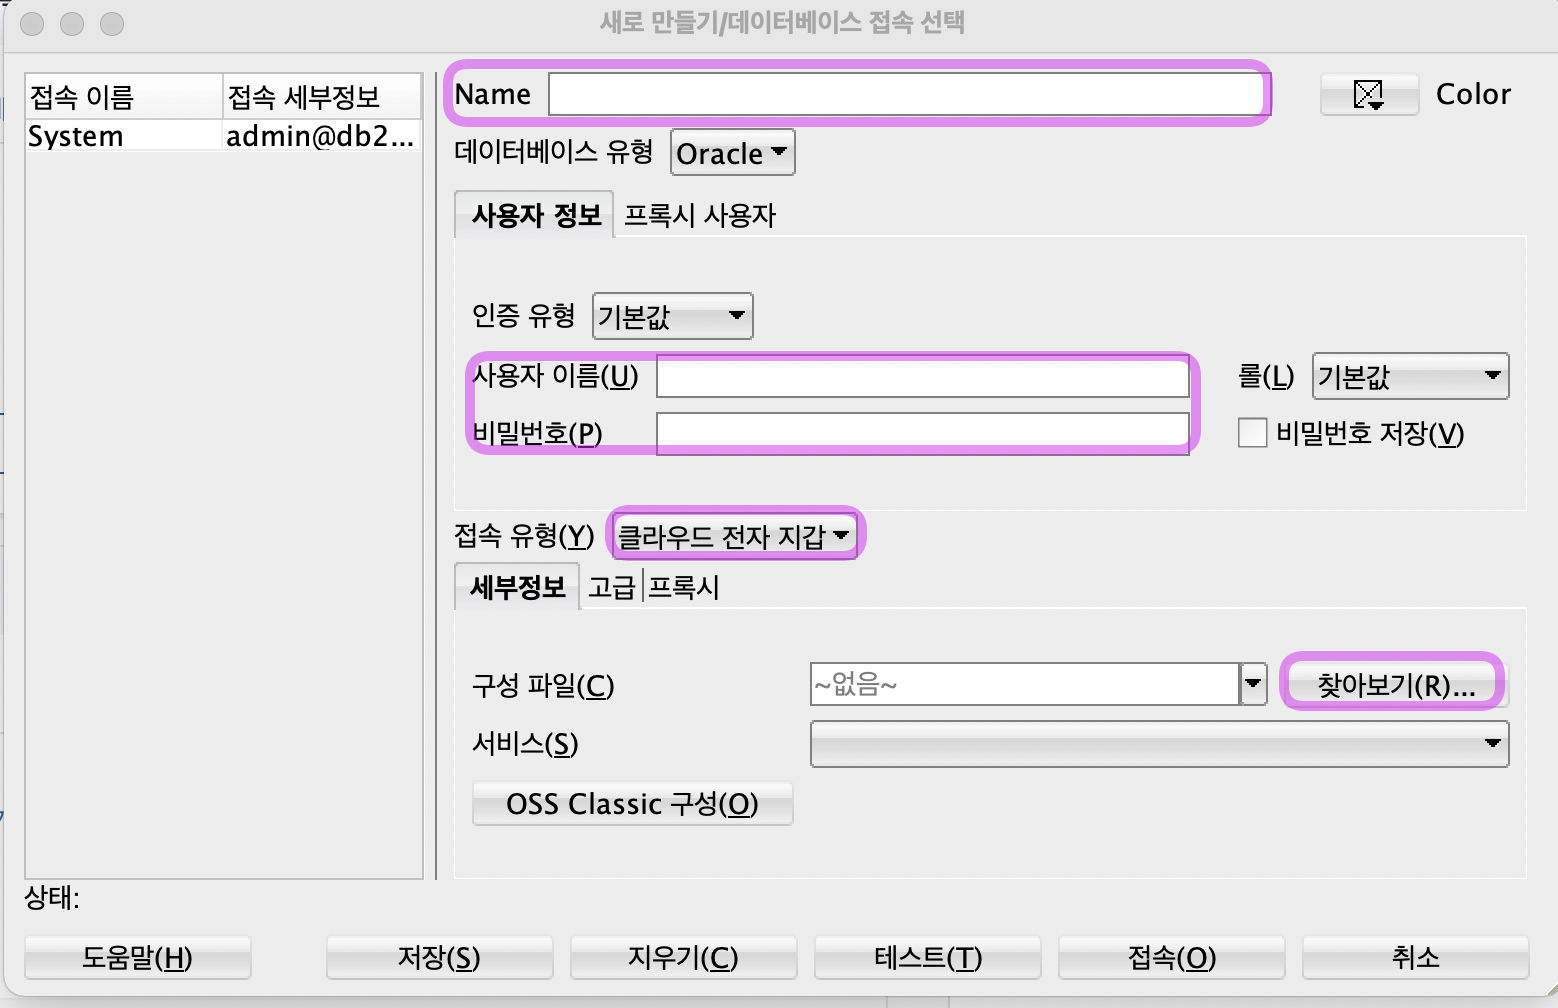 새로 만들기/데이터베이스 접속 선택
접속 이름 접속 세부정보
System admin@db2...
Name
Color
데이터베이스 유형 Oracle
사용자 정보 프록시 사용자
인증 유형 기본값
사용자 이름(U)
롤(L) 기본값
비밀번호(P)
비밀번호 저장(V)
접속 유형(Y) 클라우드 전자 지갑
세부정보 고급 프록시
구성 파일(C) ~없음~ 찾아보기(R)...
서비스(S)
OSS Classic 구성(O)
상태:
도움말(H) 저장(S) 지우기(C) 테스트(T) 접속(O) 취소